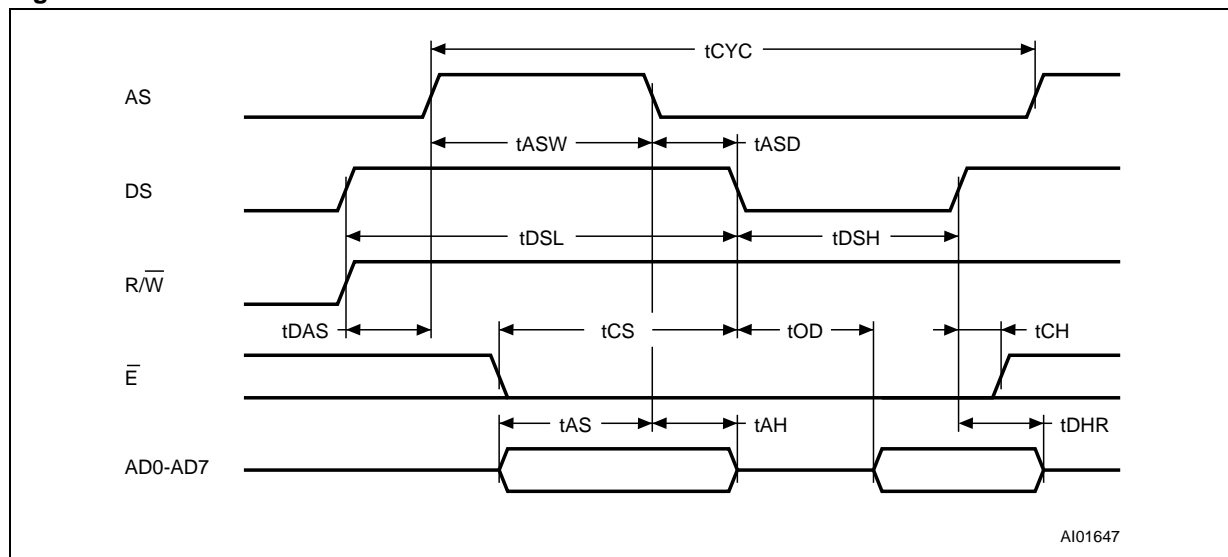 tCYC
AS
tASW
tASD
DS
tDSL
tDSH
R/W̅
tDAS
tCS
tOD
tCH
E̅
tAS
tAH
tDHR
AD0-AD7
AI01647